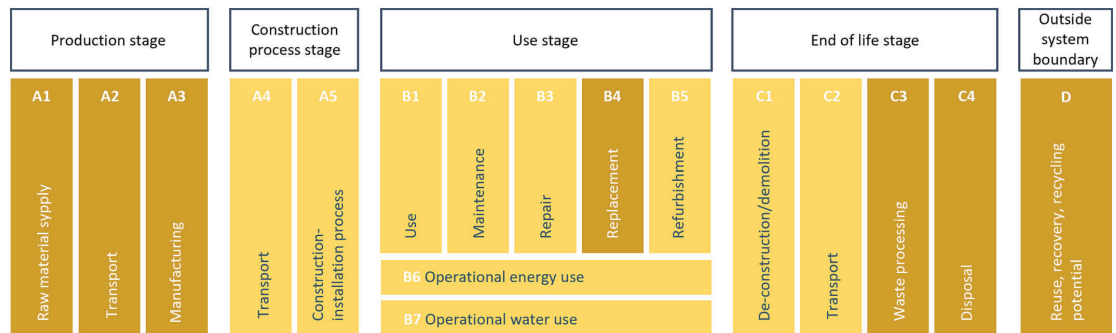 Production stage
Construction
process stage
Use stage
End of life stage
Outside
system
boundary
A1
Raw material sypply
A2
Transport
A3
Manufacturing
A4
Transport
A5
Construction-
installation process
B1
Use
B2
Maintenance
B3
Repair
B4
Replacement
B5
Refurbishment
B6 Operational energy use
B7 Operational water use
C1
De-construction/demolition
C2
Transport
C3
Waste processing
C4
Disposal
D
Reuse, recovery, recycling
potential